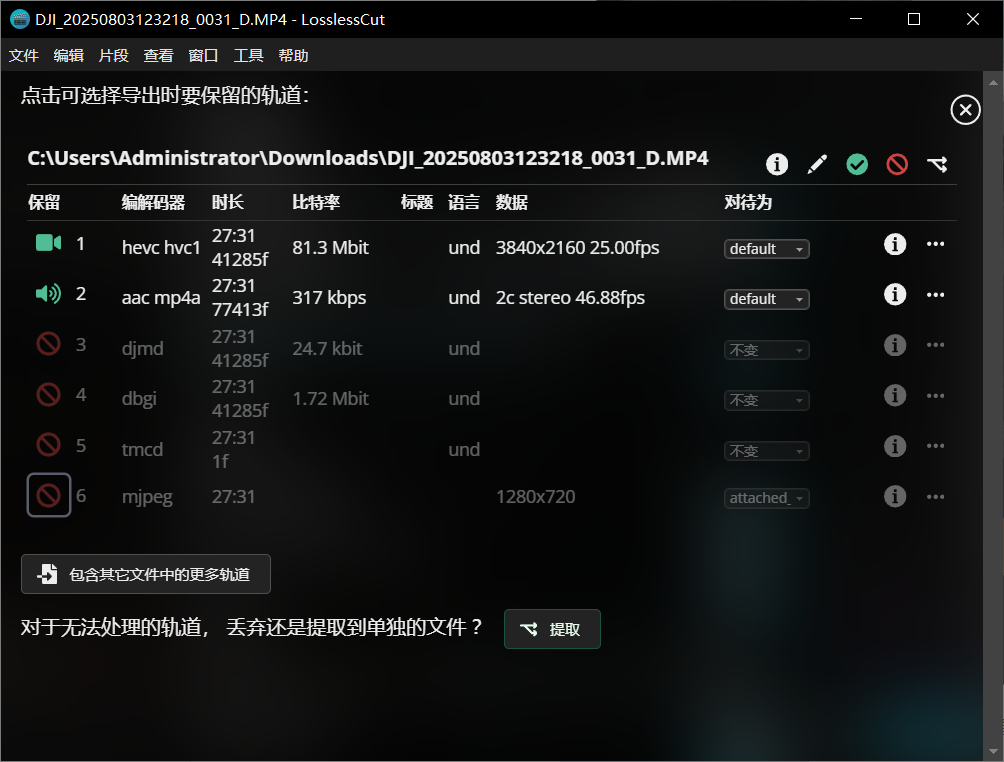 DJI_20250803123218_0031_D.MP4 - LosslessCut
文件 编辑 片段 查看 窗口 工具 帮助
点击可选择导出时要保留的轨道：
C:\Users\Administrator\Downloads\DJI_20250803123218_0031_D.MP4
保留 编解码器 时长 比特率 标题 语言 数据 对待为
1 hevc hvc1 27:31 81.3 Mbit und 3840x2160 25.00fps default
41285f
2 aac mp4a 27:31 317 kbps und 2c stereo 46.88fps default
77413f
3 djmd 27:31 24.7 kbit und 不变
41285f
4 dbgi 27:31 1.72 Mbit und 不变
41285f
5 tmcd 27:31 und 不变
1f
6 mjpeg 27:31 1280x720 attached_
包含其它文件中的更多轨道
对于无法处理的轨道， 丢弃还是提取到单独的文件？ 提取